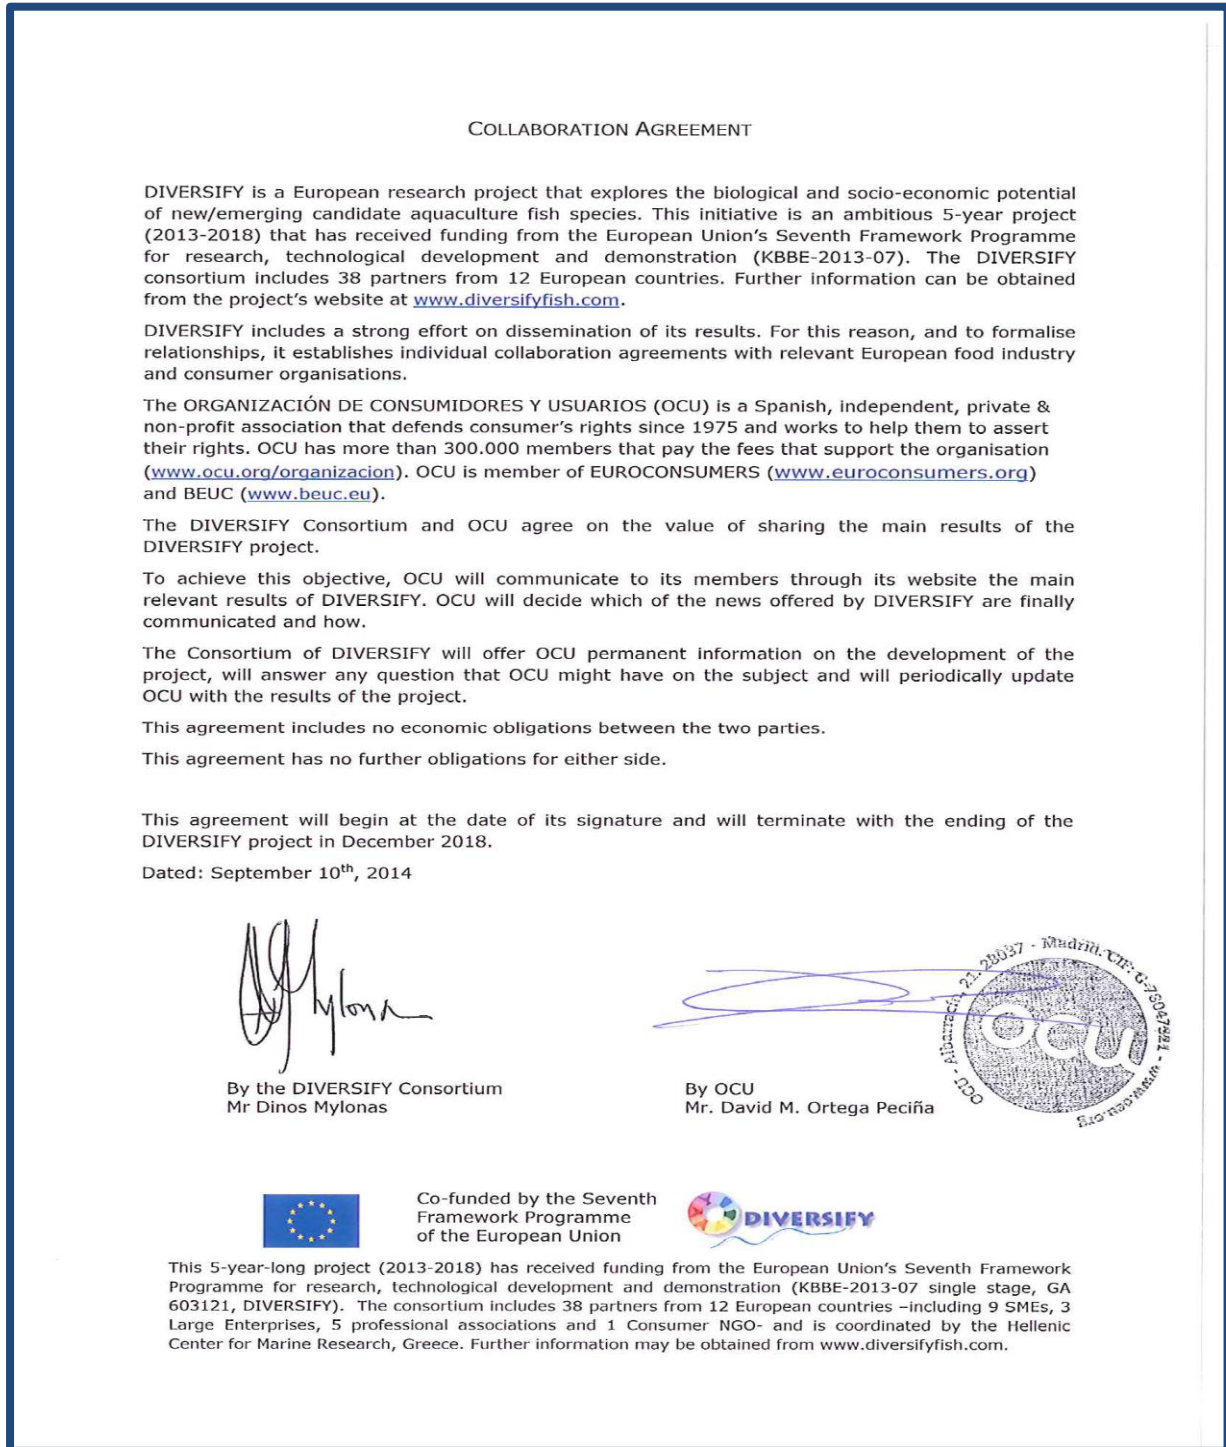 COLLABORATION AGREEMENT
DIVERSIFY is a European research project that explores the biological and socio-economic potential
of new/emerging candidate aquaculture fish species. This initiative is an ambitious 5-year project
(2013-2018) that has received funding from the European Union's Seventh Framework Programme
for research, technological development and demonstration (KBBE-2013-07). The DIVERSIFY
consortium includes 38 partners from 12 European countries. Further information can be obtained
from the project's website at www.diversifyfish.com.
DIVERSIFY includes a strong effort on dissemination of its results. For this reason, and to formalise
relationships, it establishes individual collaboration agreements with relevant European food industry
and consumer organisations.
The ORGANIZACIÓN DE CONSUMIDORES Y USUARIOS (OCU) is a Spanish, independent, private &
non-profit association that defends consumer's rights since 1975 and works to help them to assert
their rights. OCU has more than 300.000 members that pay the fees that support the organisation
(www.ocu.org/organizacion). OCU is member of EUROCONSUMERS (www.euroconsumers.org)
and BEUC (www.beuc.eu).
The DIVERSIFY Consortium and OCU agree on the value of sharing the main results of the
DIVERSIFY project.
To achieve this objective, OCU will communicate to its members through its website the main
relevant results of DIVERSIFY. OCU will decide which of the news offered by DIVERSIFY are finally
communicated and how.
The Consortium of DIVERSIFY will offer OCU permanent information on the development of the
project, will answer any question that OCU might have on the subject and will periodically update
OCU with the results of the project.
This agreement includes no economic obligations between the two parties.
This agreement has no further obligations for either side.
This agreement will begin at the date of its signature and will terminate with the ending of the
DIVERSIFY project in December 2018.
Dated: September 10th, 2014
Mylona
OCU - Albarracín, 21. 28037 - Madrid. CIF: - www.ocu.org
OCU
By the DIVERSIFY Consortium
Mr Dinos Mylonas
By OCU
Mr. David M. Ortega Peciña
Co-funded by the Seventh
Framework Programme
of the European Union
DIVERSIFY
This 5-year-long project (2013-2018) has received funding from the European Union's Seventh Framework
Programme for research, technological development and demonstration (KBBE-2013-07 single stage, GA
603121, DIVERSIFY). The consortium includes 38 partners from 12 European countries –including 9 SMEs, 3
Large Enterprises, 5 professional associations and 1 Consumer NGO- and is coordinated by the Hellenic
Center for Marine Research, Greece. Further information may be obtained from www.diversifyfish.com.